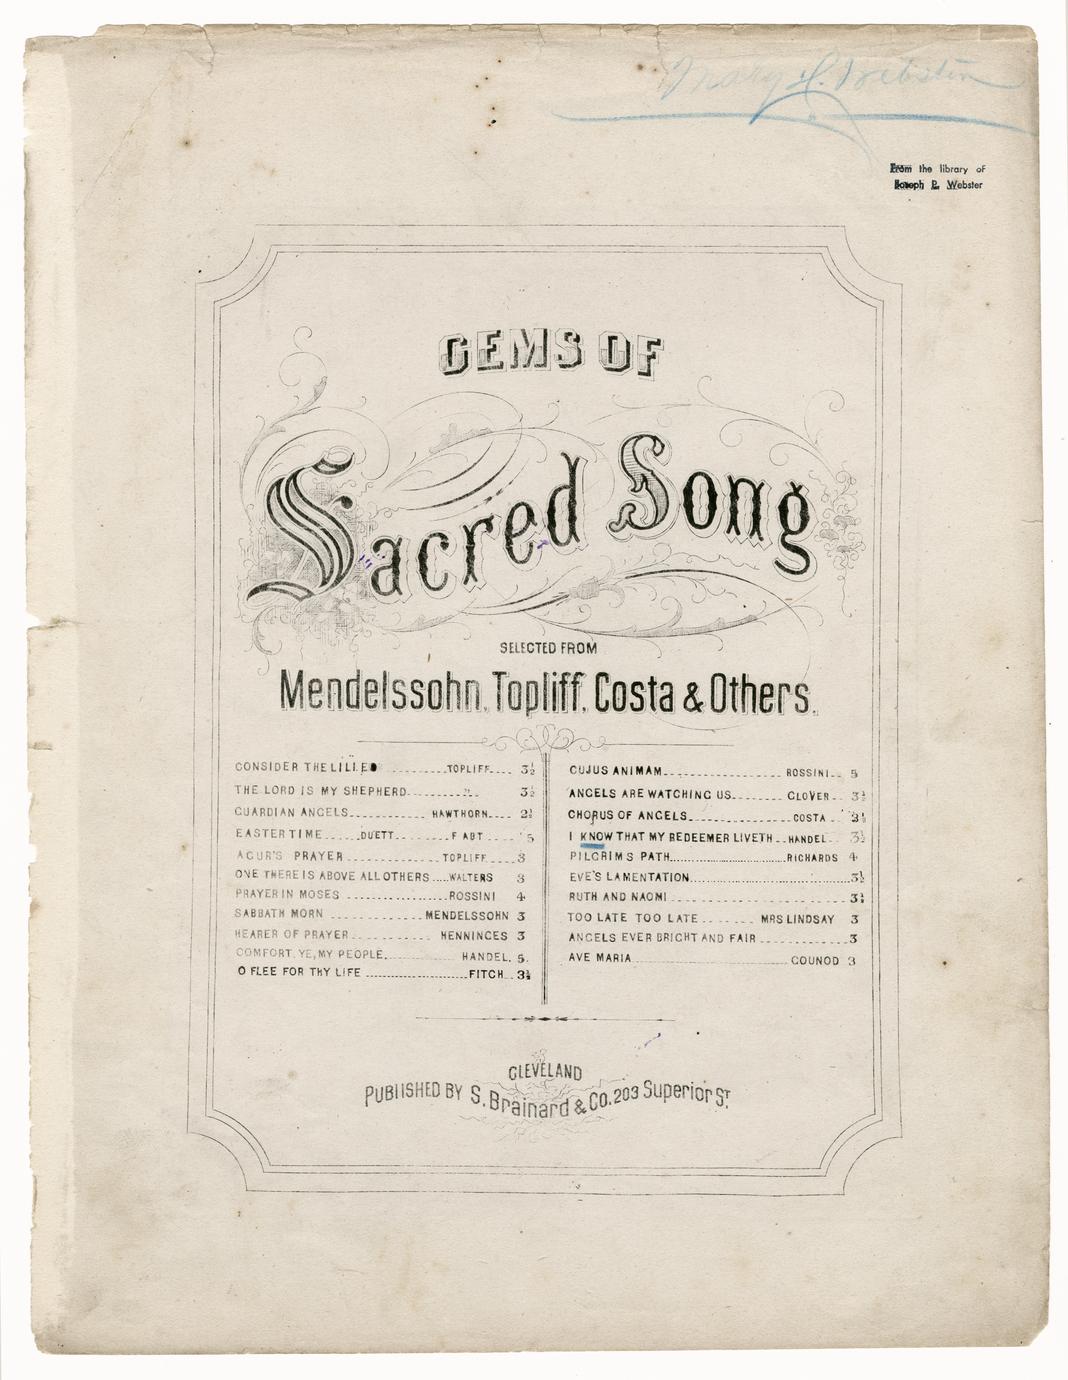 Mary D. Webster
From the library of
Joseph P. Webster
GEMS OF
Sacred Song
SELECTED FROM
Mendelssohn, Topliff, Costa & Others.
CONSIDER THE LILIES TOPLIFF 3½
THE LORD IS MY SHEPHERD " 3½
GUARDIAN ANGELS HAWTHORN 2½
EASTER TIME DUETT F ABT 5
AGUR'S PRAYER TOPLIFF 3
ONE THERE IS ABOVE ALL OTHERS WALTERS 3
PRAYER IN MOSES ROSSINI 4
SABBATH MORN MENDELSSOHN 3
HEARER OF PRAYER HENNINGES 3
COMFORT, YE, MY PEOPLE HANDEL. 5.
O FLEE FOR THY LIFE FITCH 3½
CUJUS ANIMAM ROSSINI 5
ANGELS ARE WATCHING US GLOVER 3½
CHORUS OF ANGELS COSTA 3½
I KNOW THAT MY REDEEMER LIVETH HANDEL 3½
PILGRIMS PATH RICHARDS 4
EVE'S LAMENTATION 3½
RUTH AND NAOMI 3½
TOO LATE TOO LATE MRS LINDSAY 3
ANGELS EVER BRIGHT AND FAIR 3
AVE MARIA GOUNOD 3
CLEVELAND
PUBLISHED BY S. Brainard & Co. 203 Superior St.